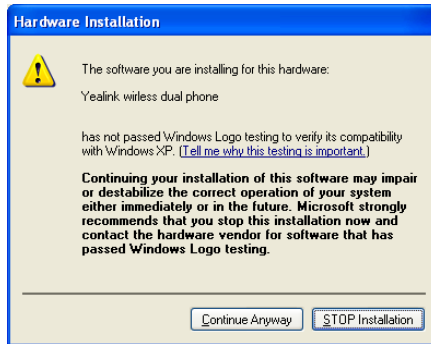 Hardware Installation
The software you are installing for this hardware:
Yealink wirless dual phone
has not passed Windows Logo testing to verify its compatibility
with Windows XP. (Tell me why this testing is important.)
Continuing your installation of this software may impair
or destabilize the correct operation of your system
either immediately or in the future. Microsoft strongly
recommends that you stop this installation now and
contact the hardware vendor for software that has
passed Windows Logo testing.
Continue Anyway
STOP Installation